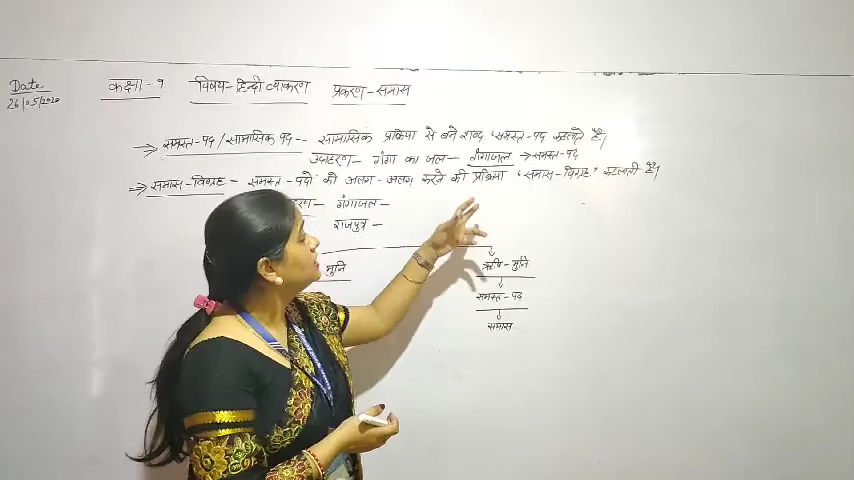 Date
26/05/2020
कक्षा - 9
विषय - हिन्दी व्याकरण
प्रकरण - समास
→ समस्त - पद / सामासिक पद - सामासिक प्रक्रिया से बने शब्द 'समस्त - पद कहलाते हैं।
उदाहरण - गंगा का जल - गंगाजल → समस्त - पद
→ समास - विग्रह - समस्त - पदों को अलग - अलग करने की प्रक्रिया 'समास - विग्रह' कहलाती है।
रण - गंगाजल -
राजपुत्र -
मुनि
ऋषि - मुनि
समस्त - पद
समास